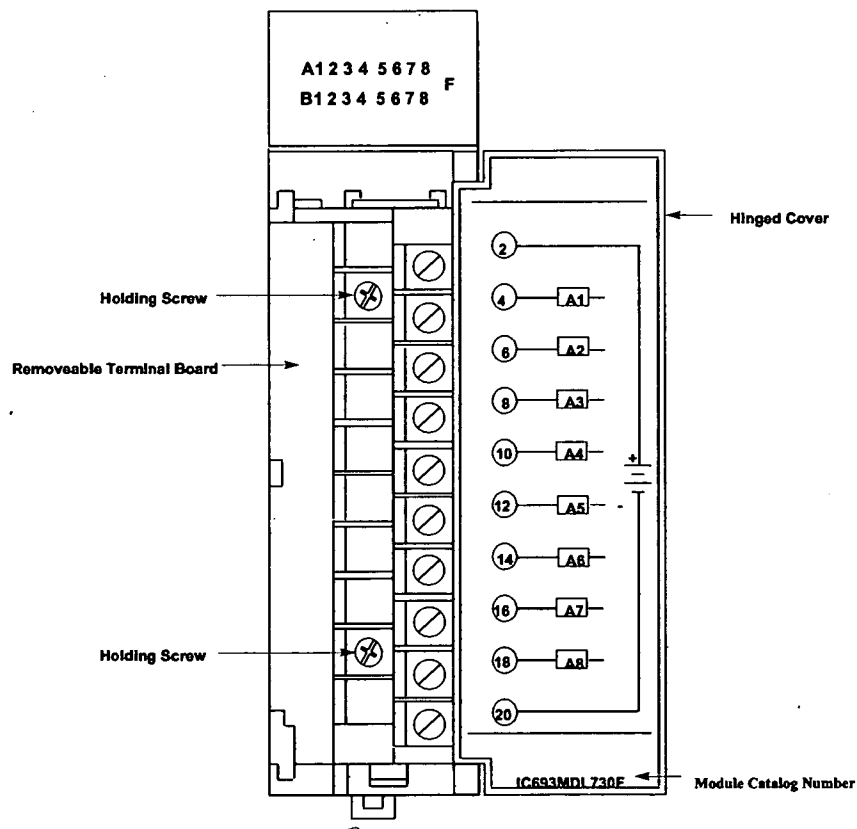 A1 2 3 4 5 6 7 8
F
B1 2 3 4 5 6 7 8
Hinged Cover
2
Holding Screw
4 A1
6 A2
Removeable Terminal Board
8 A3
10 A4
+
12 A5
14 A6
16 A7
Holding Screw
18 A8
20
IC693MDL730F
Module Catalog Number